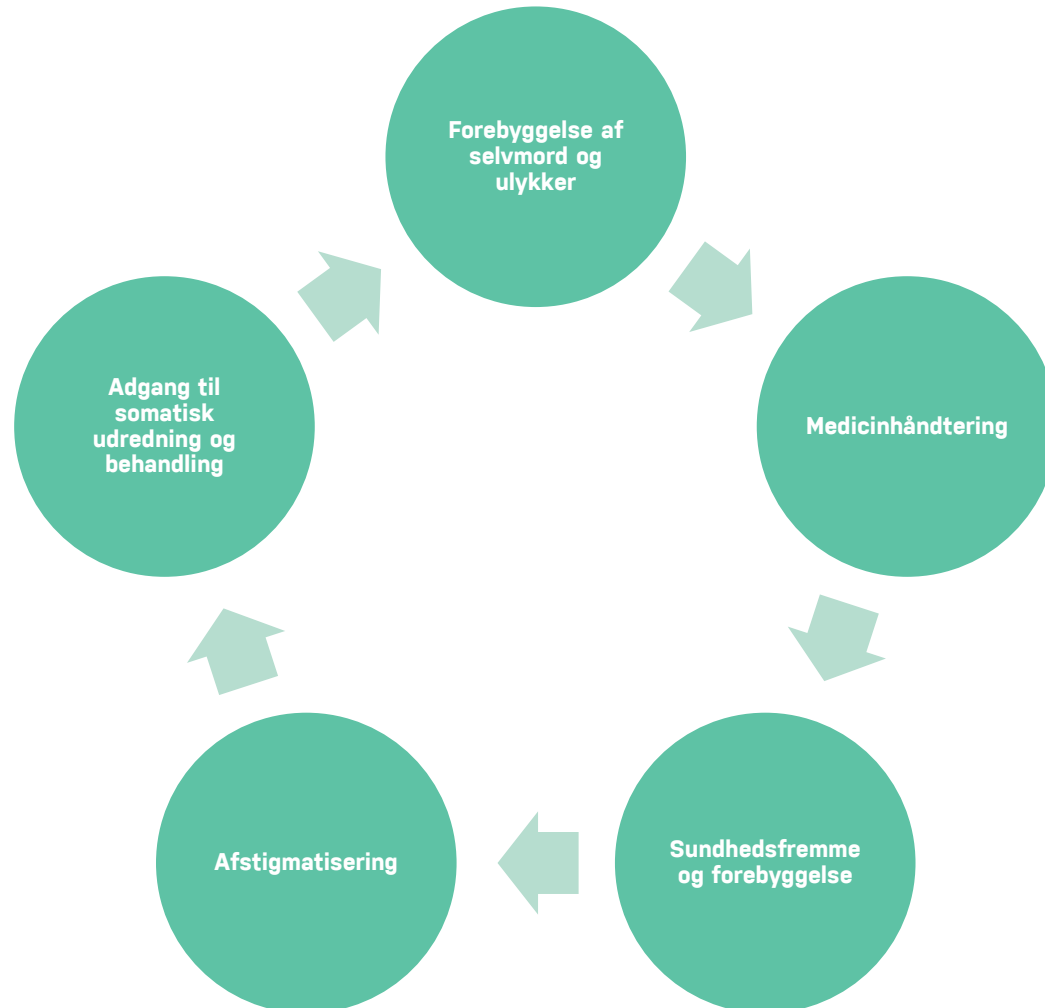 Forebyggelse af
selvmord og
ulykker
Medicinhåndtering
Sundhedsfremme
og forebyggelse
Afstigmatisering
Adgang til
somatisk
udredning og
behandling